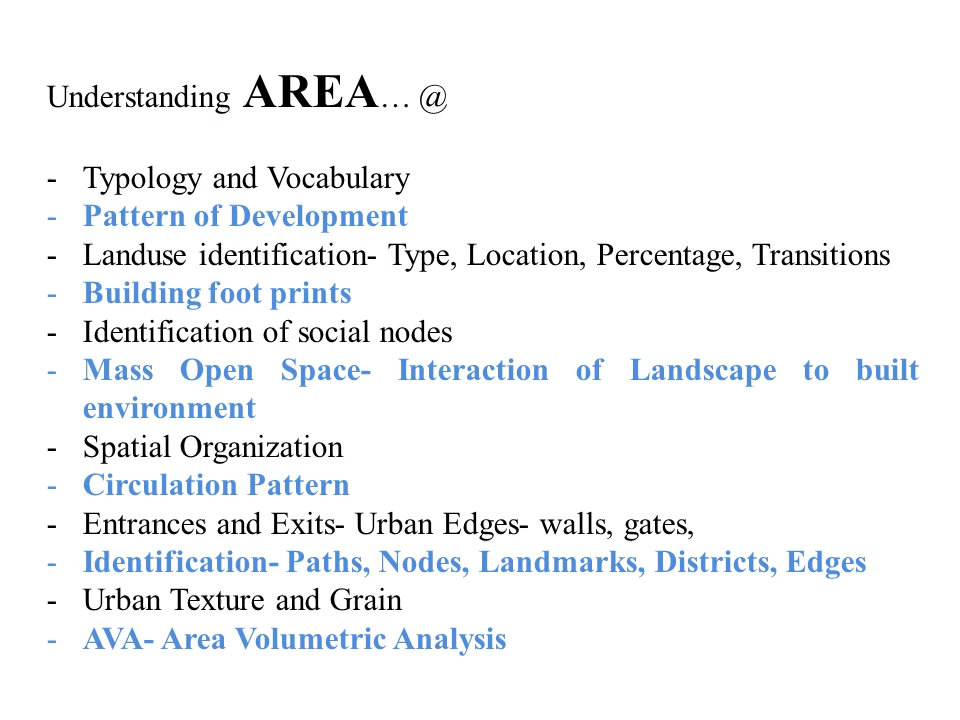 Understanding AREA… @
- Typology and Vocabulary
- Pattern of Development
- Landuse identification- Type, Location, Percentage, Transitions
- Building foot prints
- Identification of social nodes
- Mass Open Space- Interaction of Landscape to built
environment
- Spatial Organization
- Circulation Pattern
- Entrances and Exits- Urban Edges- walls, gates,
- Identification- Paths, Nodes, Landmarks, Districts, Edges
- Urban Texture and Grain
- AVA- Area Volumetric Analysis